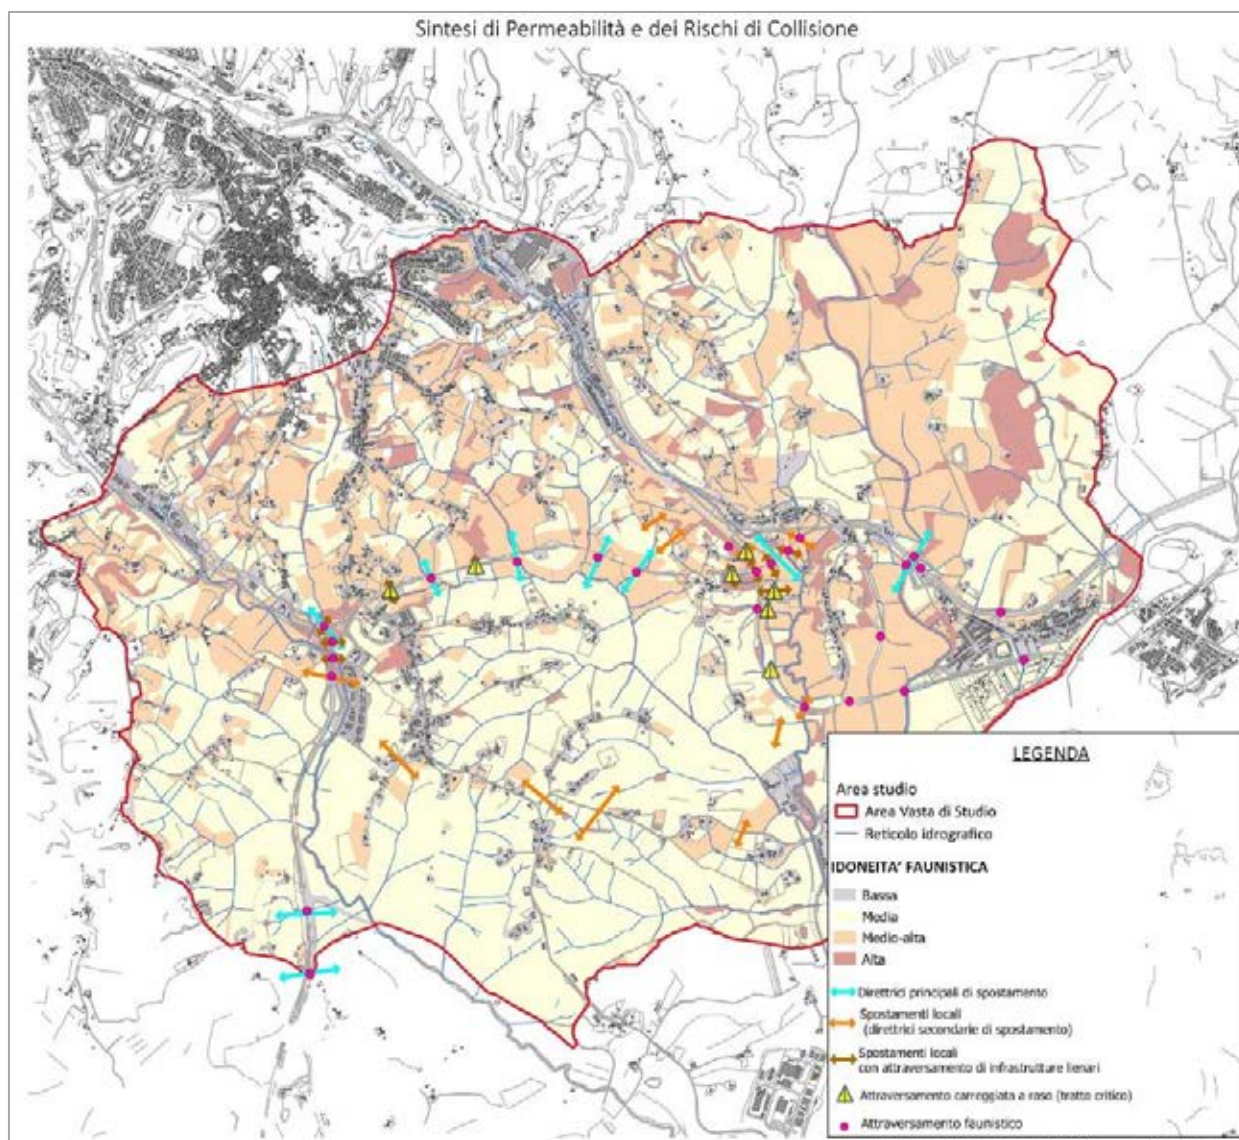 Sintesi di Permeabilità e dei Rischi di Collisione
LEGENDA
Area studio
Area Vasta di Studio
Reticolo idrografico
IDONEITA' FAUNISTICA
Bassa
Media
Medio-alta
Alta
Direttrici principali di spostamento
Spostamenti locali
(direttrici secondarie di spostamento)
Spostamenti locali
con attraversamento di infrastrutture lienari
Attraversamento carreggiata a raso (tratto critico)
Attraversamento faunistico